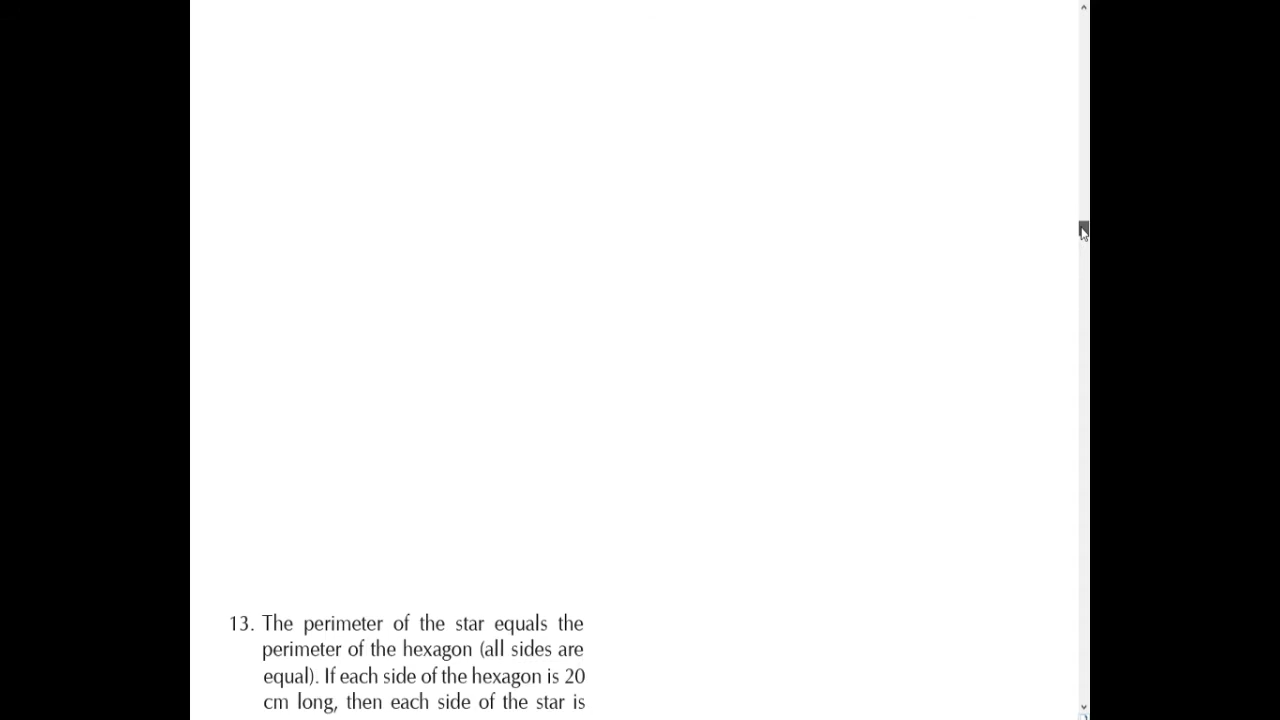 13. The perimeter of the star equals the
perimeter of the hexagon (all sides are
equal). If each side of the hexagon is 20
cm long, then each side of the star is